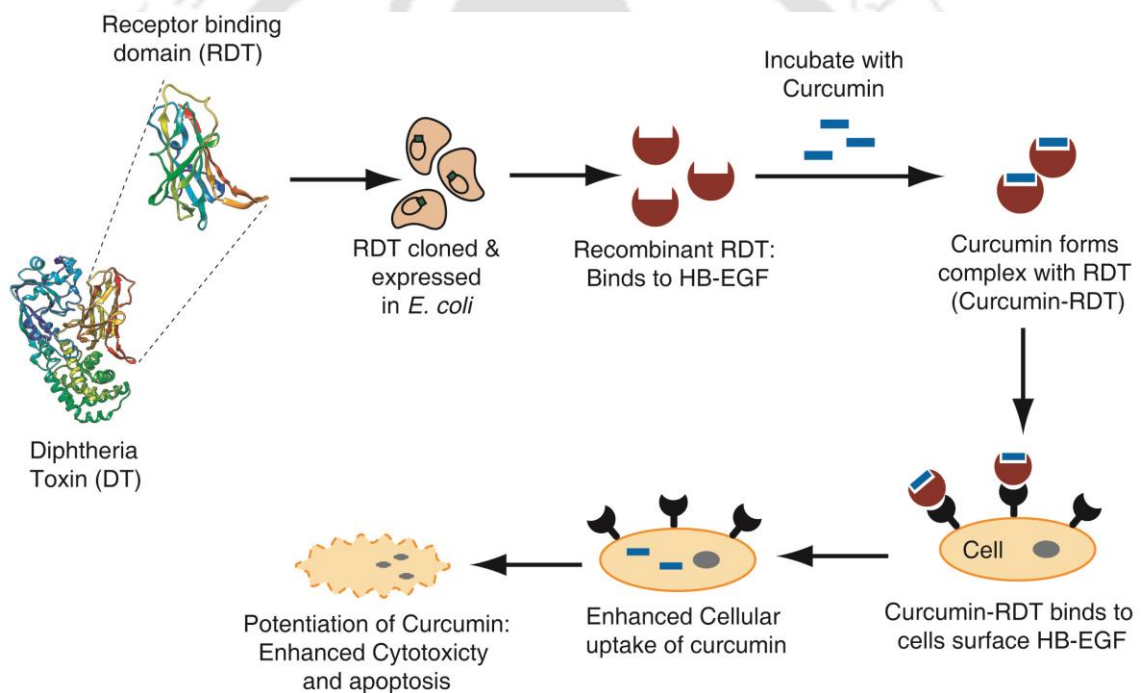 Receptor binding
domain (RDT)
Incubate with
Curcumin
RDT cloned &
expressed
in E. coli
Recombinant RDT:
Binds to HB-EGF
Curcumin forms
complex with RDT
(Curcumin-RDT)
Diphtheria
Toxin (DT)
Cell
Curcumin-RDT binds to
cells surface HB-EGF
Enhanced Cellular
uptake of curcumin
Potentiation of Curcumin:
Enhanced Cytotoxicty
and apoptosis